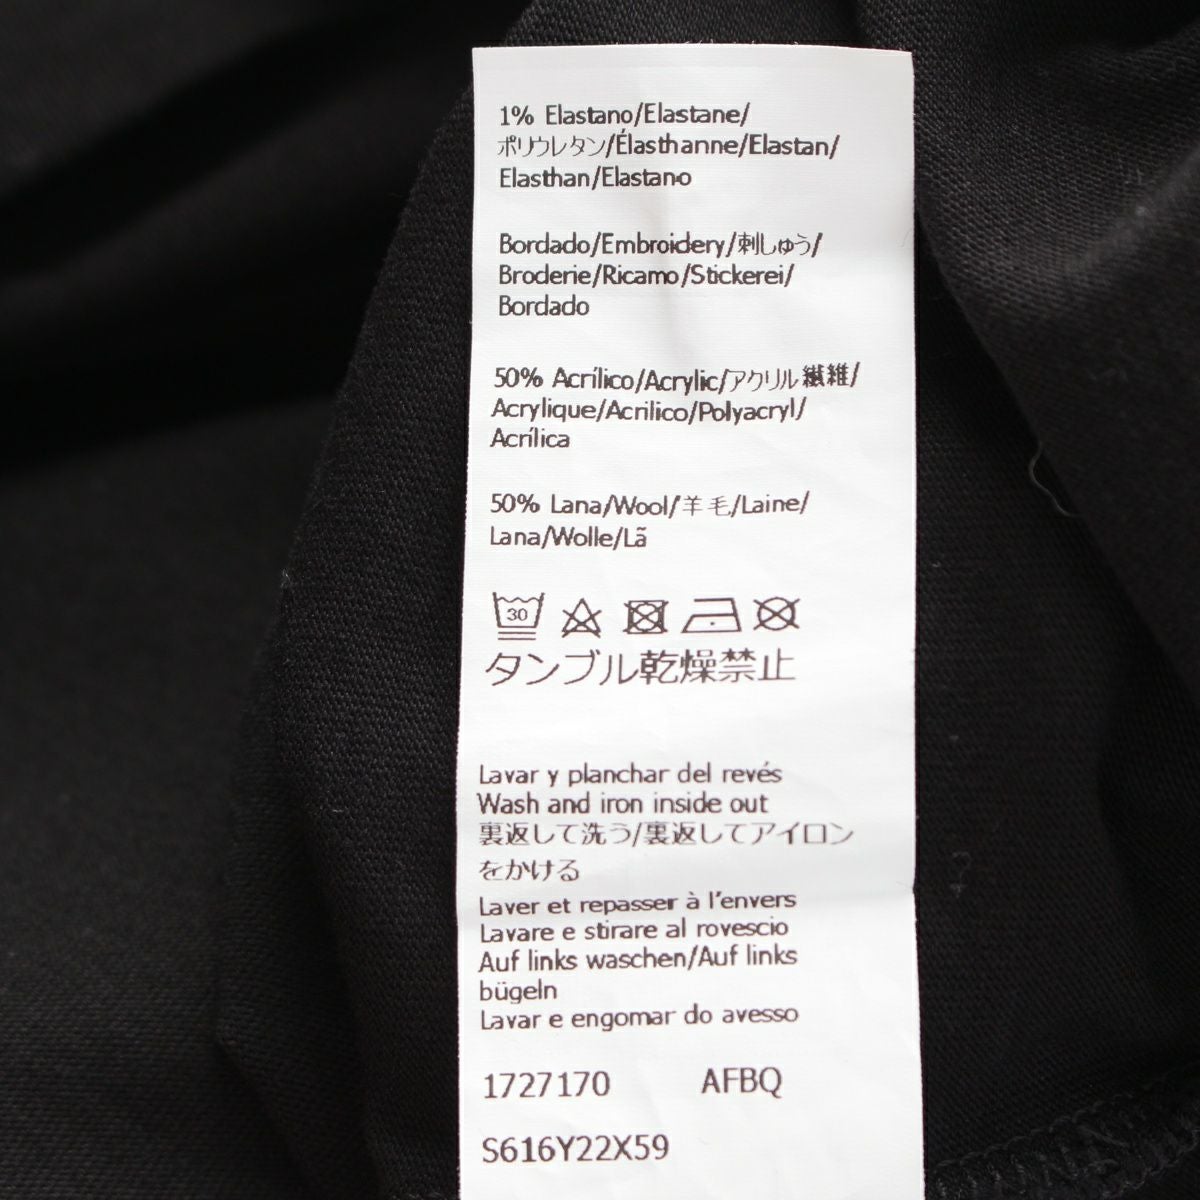 1% Elastano/Elastane/
ポリウレタン/Élasthanne/Elastan/
Elasthan/Elastano
Bordado/Embroidery/刺しゅう/
Broderie/Ricamo/Stickerei/
Bordado
50% Acrílico/Acrylic/アクリル繊維/
Acrylique/Acrilico/Polyacryl/
Acrílica
50% Lana/Wool/羊毛/Laine/
Lana/Wolle/Lã
30
タンブル乾燥禁止
Lavar y planchar del revés
Wash and iron inside out
裏返して洗う/裏返してアイロン
をかける
Laver et repasser à l'envers
Lavare e stirare al rovescio
Auf links waschen/Auf links
bügeln
Lavar e engomar do avesso
1727170 AFBQ
S616Y22X59